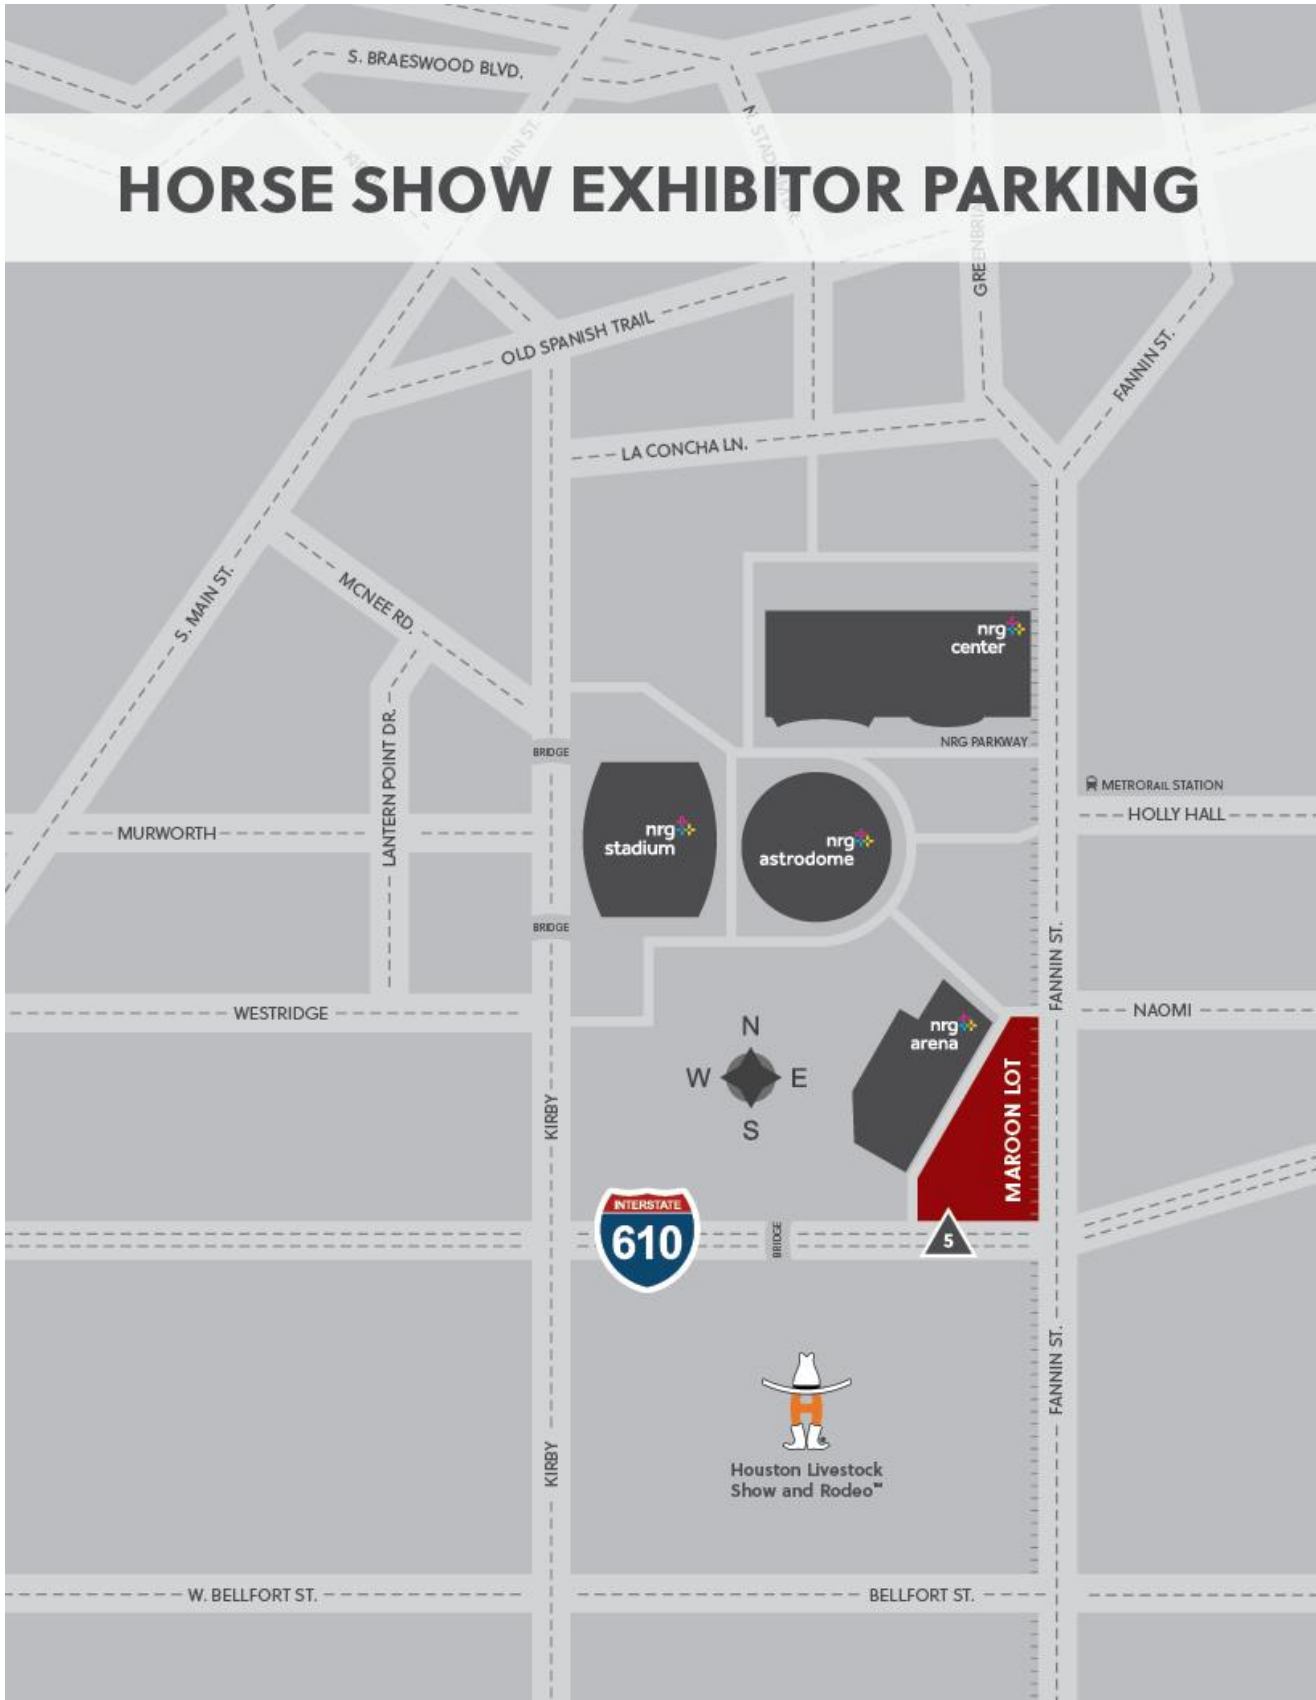 S. BRAESWOOD BLVD.
MAIN ST.
HORSE SHOW EXHIBITOR PARKING
OLD SPANISH TRAIL
FANNIN ST.
LA CONCHA LN.
S. MAIN ST.
MCNEE RD.
nrg
center
LANTERN POINT DR.
NRG PARKWAY
BRIDGE
METRORAIL STATION
HOLLY HALL
MURWORTH
nrg
stadium
nrg
astrodome
BRIDGE
FANNIN ST.
WESTRIDGE
NAOMI
nrg
arena
N
W
E
S
KIRBY
MAROON LOT
INTERSTATE
610
BRIDGE
5
FANNIN ST.
H
Houston Livestock
Show and Rodeo™
KIRBY
W. BELLFORT ST.
BELLFORT ST.